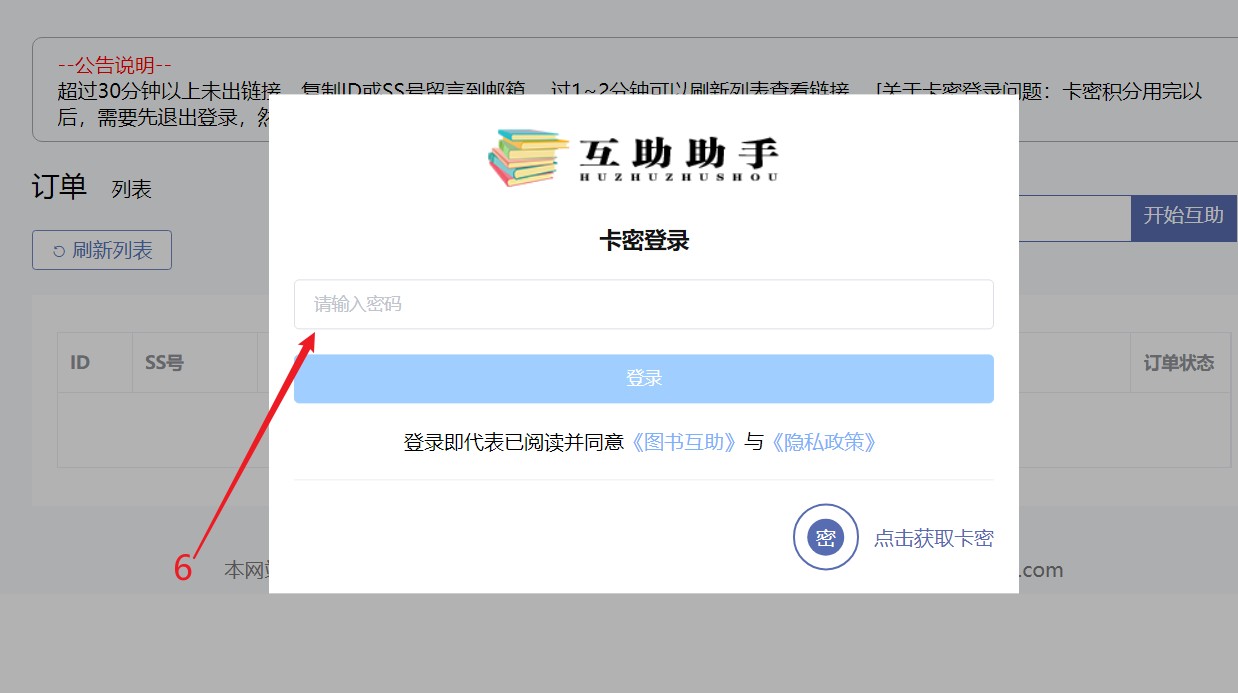 --公告说明--
超过30分钟以上未出链接，复制ID或SS号留言到邮箱 过1~2分钟可以刷新列表查看链接 [关于卡密登录问题：卡密积分用完以
后，需要先退出登录，然
互助助手
HUZHUZHUSHOU
订单 列表
开始互助
卡密登录
刷新列表
请输入密码
ID SS号 订单状态
登录
登录即代表已阅读并同意《图书互助》与《隐私政策》
密 点击获取卡密
6
本网站 .com